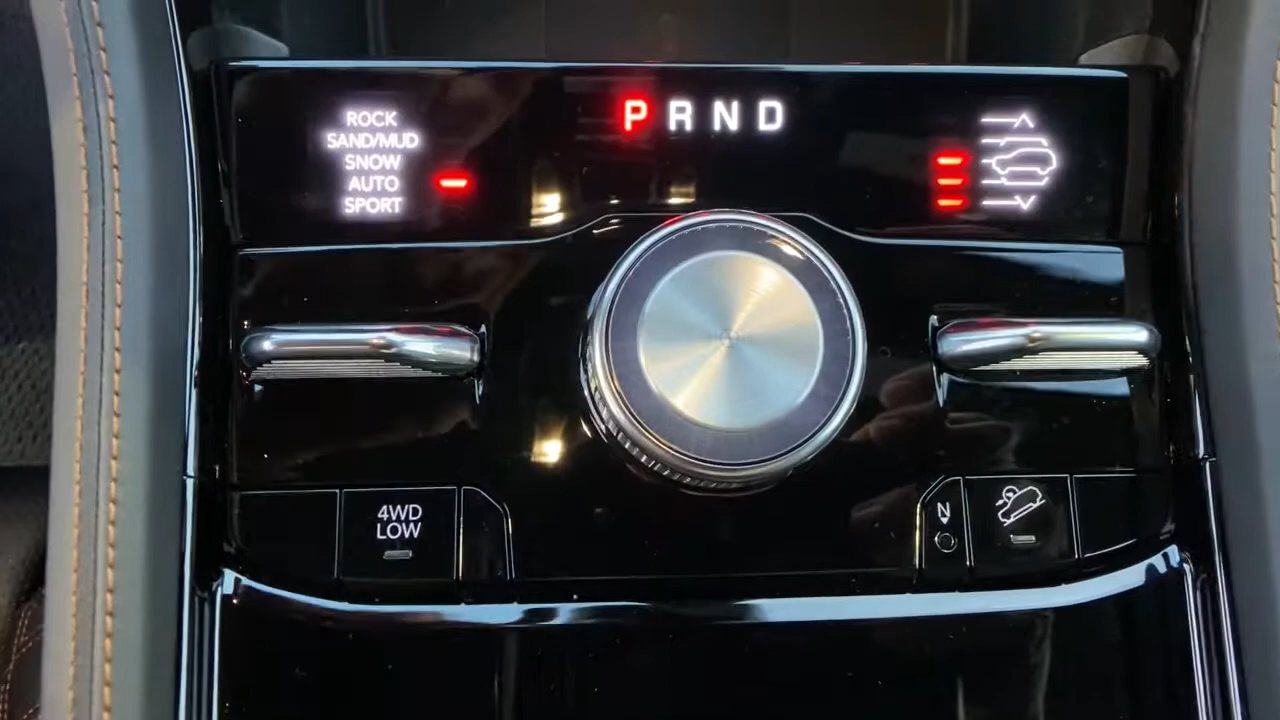 P R N D
ROCK
SAND/MUD
SNOW
AUTO
SPORT
4WD
LOW
N